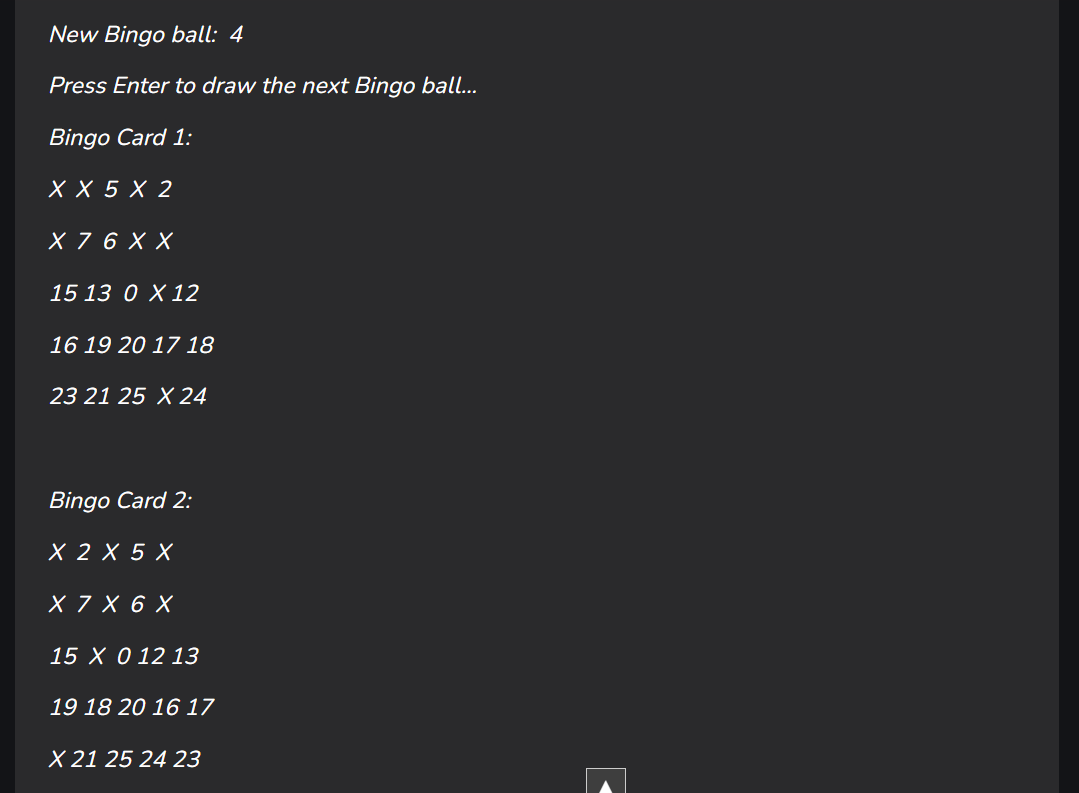 New Bingo ball:  4
Press Enter to draw the next Bingo ball...
Bingo Card 1:
X X 5 X 2
X 7 6 X X
15 13 0 X 12
16 19 20 17 18
23 21 25 X 24
Bingo Card 2:
X 2 X 5 X
X 7 X 6 X
15 X 0 12 13
19 18 20 16 17
X 21 25 24 23